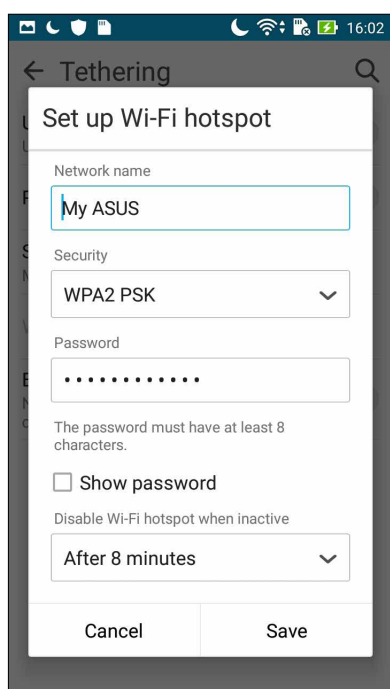 16:02
Tethering
Set up Wi-Fi hotspot
Network name
My ASUS
Security
WPA2 PSK
Password
••••••••••••
The password must have at least 8
characters.
Show password
Disable Wi-Fi hotspot when inactive
After 8 minutes
Cancel
Save